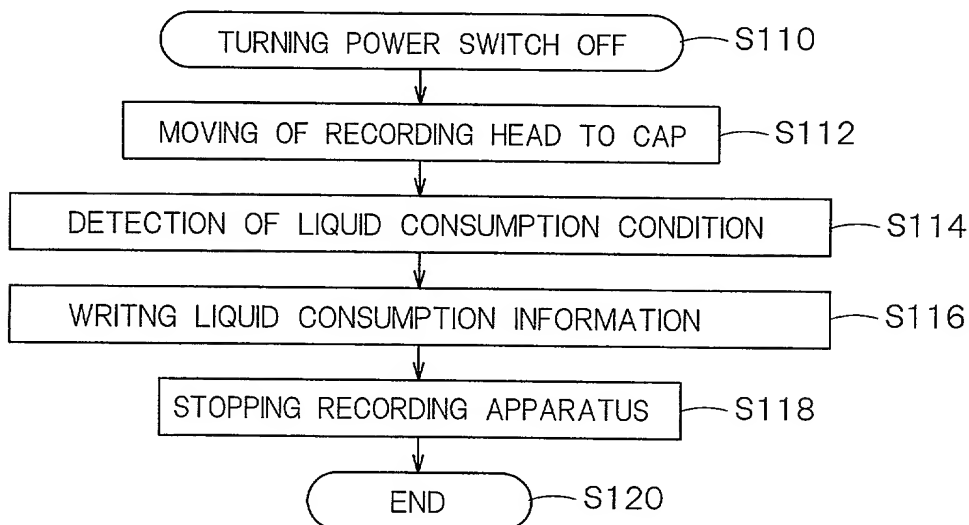 TURNING POWER SWITCH OFF S110
MOVING OF RECORDING HEAD TO CAP S112
DETECTION OF LIQUID CONSUMPTION CONDITION S114
WRITNG LIQUID CONSUMPTION INFORMATION S116
STOPPING RECORDING APPARATUS S118
END S120